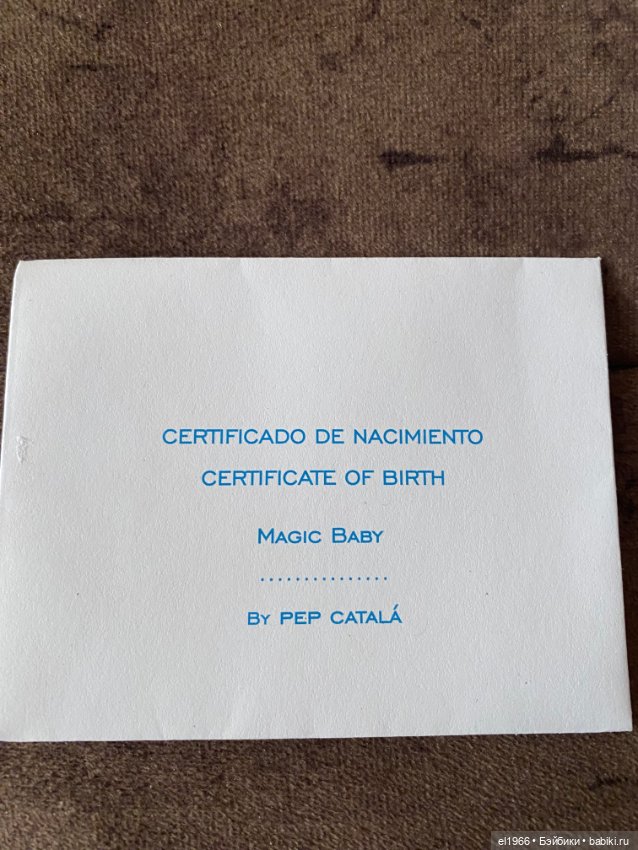 CERTIFICADO DE NACIMIENTO
CERTIFICATE OF BIRTH
MAGIC BABY
................
BY PEP CATALÁ
el1966 • Бэйбики • babiki.ru